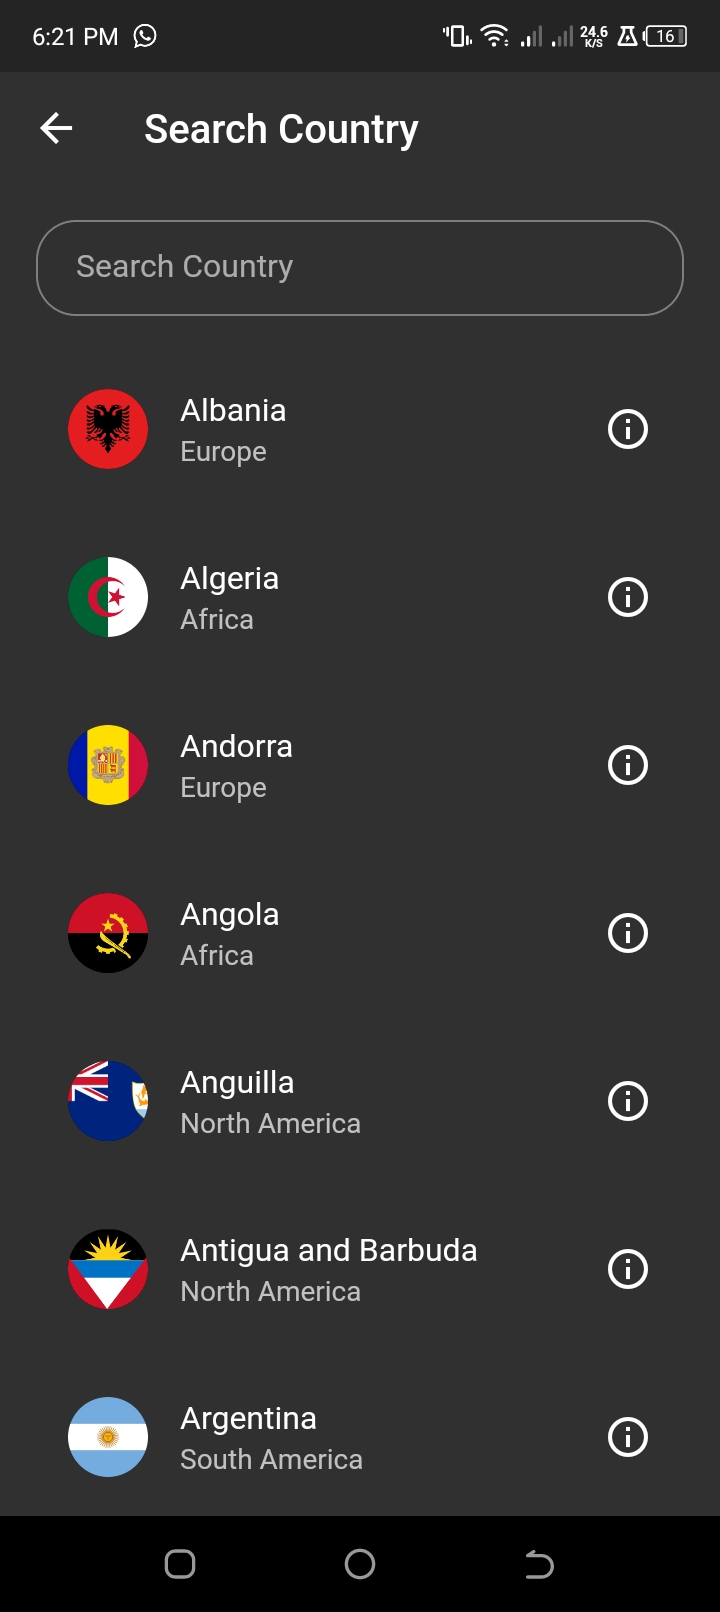 6:21 PM 24.6 K/S 16
Search Country
Search Country
Albania
Europe
Algeria
Africa
Andorra
Europe
Angola
Africa
Anguilla
North America
Antigua and Barbuda
North America
Argentina
South America